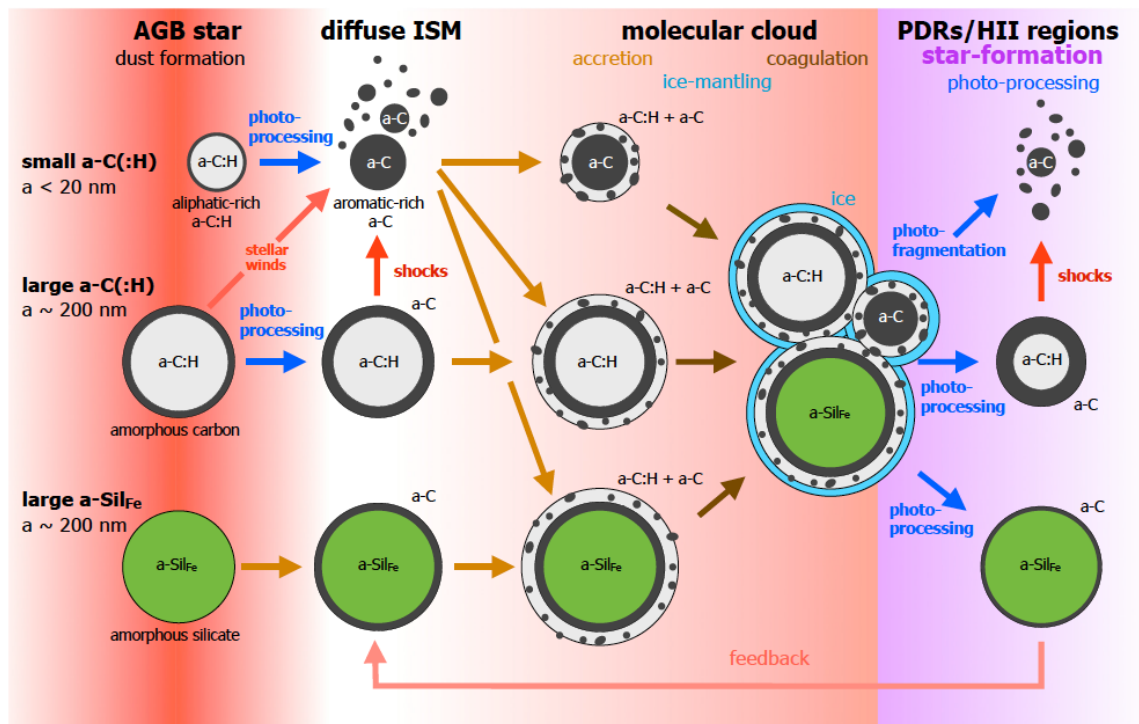 AGB star
dust formation
diffuse ISM
molecular cloud
accretion
coagulation
ice-mantling
PDRs/HII regions
star-formation
photo-processing
small a-C(:H)
a < 20 nm
a-C:H
aliphatic-rich
a-C:H
photo-
processing
a-C
a-C
aromatic-rich
a-C
a-C:H + a-C
a-C
ice
a-C
photo-
fragmentation
stellar
winds
shocks
shocks
large a-C(:H)
a ~ 200 nm
a-C:H
amorphous carbon
photo-
processing
a-C
a-C:H
a-C:H + a-C
a-C:H
a-C:H
a-C
a-SilFe
photo-
processing
a-C:H
a-C
large a-SilFe
a ~ 200 nm
a-SilFe
amorphous silicate
a-C
a-SilFe
a-C:H + a-C
a-SilFe
photo-
processing
a-C
a-SilFe
feedback